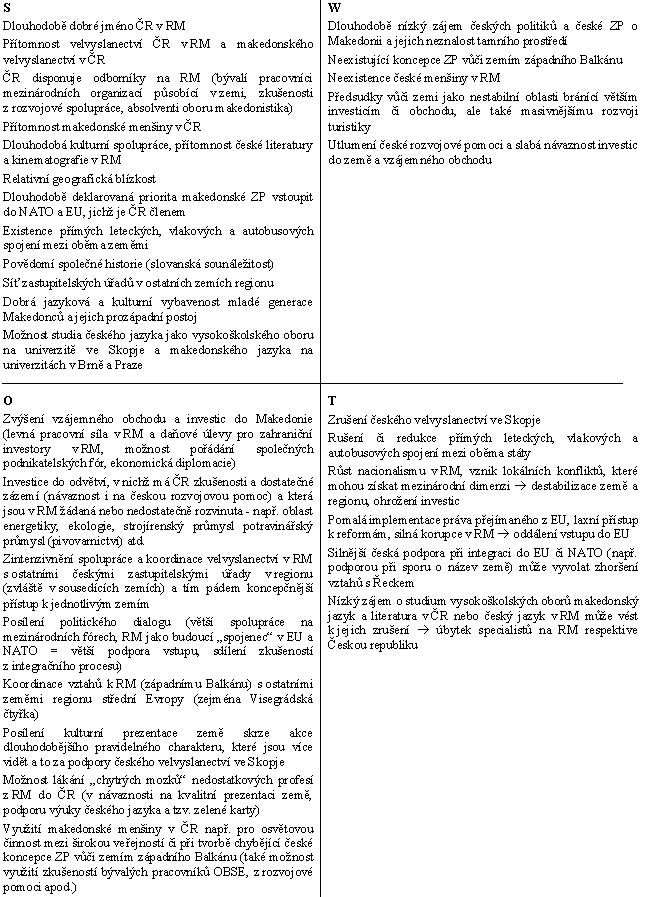 S
Dlouhodobě dobré jméno ČR v RM
Přítomnost velvyslanectví ČR v RM a makedonského
velvyslanectví v ČR
ČR disponuje odborníky na RM (bývalí pracovníci
mezinárodních organizací působící v zemi, zkušenosti
z rozvojové spolupráce, absolventi oboru makedonistika)
Přítomnost makedonské menšiny v ČR
Dlouhodobá kulturní spolupráce, přítomnost české literatury
a kinematografie v RM
Relativní geografická blízkost
Dlouhodobě deklarovaná priorita makedonské ZP vstoupit
do NATO a EU, jichž je ČR členem
Existence přímých leteckých, vlakových a autobusových
spojení mezi oběma zeměmi
Povědomí společné historie (slovanská sounáležitost)
Síť zastupitelských úřadů v ostatních zemích regionu
Dobrá jazyková a kulturní vybavenost mladé generace
Makedonců a jejich prozápadní postoj
Možnost studia českého jazyka jako vysokoškolského oboru
na univerzitě ve Skopje a makedonského jazyka na
univerzitách v Brně a Praze
W
Dlouhodobě nízký zájem českých politiků a české ZP o
Makedonii a jejich neznalost tamního prostředí
Neexistující koncepce ZP vůči zemím západního Balkánu
Neexistence české menšiny v RM
Předsudky vůči zemi jako nestabilní oblasti bránící větším
investicím či obchodu, ale také masivnějšímu rozvoji
turistiky
Utlumení české rozvojové pomoci a slabá návaznost investic
do země a vzájemného obchodu
O
Zvýšení vzájemného obchodu a investic do Makedonie
(levná pracovní síla v RM a daňové úlevy pro zahraniční
investory v RM, možnost pořádání společných
podnikatelských fór, ekonomická diplomacie)
Investice do odvětví, v nichž má ČR zkušenosti a dostatečné
zázemí (návaznost i na českou rozvojovou pomoc) a která
jsou v RM žádaná nebo nedostatečně rozvinuta - např. oblast
energetiky, ekologie, strojírenský průmysl potravinářský
průmysl (pivovarnictví) atd.
Zintenzivnění spolupráce a koordinace velvyslanectví v RM
s ostatními českými zastupitelskými úřady v regionu
(zvláště v sousedících zemích) a tím pádem koncepčnější
přístup k jednotlivým zemím
Posílení politického dialogu (větší spolupráce na
mezinárodních fórech, RM jako budoucí „spojenec“ v EU a
NATO = větší podpora vstupu, sdílení zkušeností
z integračního procesu)
Koordinace vztahů k RM (západnímu Balkánu) s ostatními
zeměmi regionu střední Evropy (zejména Visegrádská
čtyřka)
Posílení kulturní prezentace země skrze akce
dlouhodobějšího pravidelného charakteru, které jsou více
vidět a to za podpory českého velvyslanectví ve Skopje
Možnost lákání „chytrých mozků“ nedostatkových profesí
z RM do ČR (v návaznosti na kvalitní prezentaci země,
podporu výuky českého jazyka a tzv. zelené karty)
Využití makedonské menšiny v ČR např. pro osvětovou
činnost mezi širokou veřejností či při tvorbě chybějící české
koncepce ZP vůči zemím západního Balkánu (také možnost
využití zkušeností bývalých pracovníků OBSE, z rozvojové
pomoci apod.)
T
Zrušení českého velvyslanectví ve Skopje
Rušení či redukce přímých leteckých, vlakových a
autobusových spojení mezi oběma státy
Růst nacionalismu v RM, vznik lokálních konfliktů, které
mohou získat mezinárodní dimenzi → destabilizace země a
regionu, ohrožení investic
Pomalá implementace práva přejímaného z EU, laxní přístup
k reformám, silná korupce v RM → oddálení vstupu do EU
Silnější česká podpora při integraci do EU či NATO (např.
podporou při sporu o název země) může vyvolat zhoršení
vztahů s Řeckem
Nízký zájem o studium vysokoškolských oborů makedonský
jazyk a literatura v ČR nebo český jazyk v RM může vést
k jejich zrušení → úbytek specialistů na RM respektive
Českou republiku